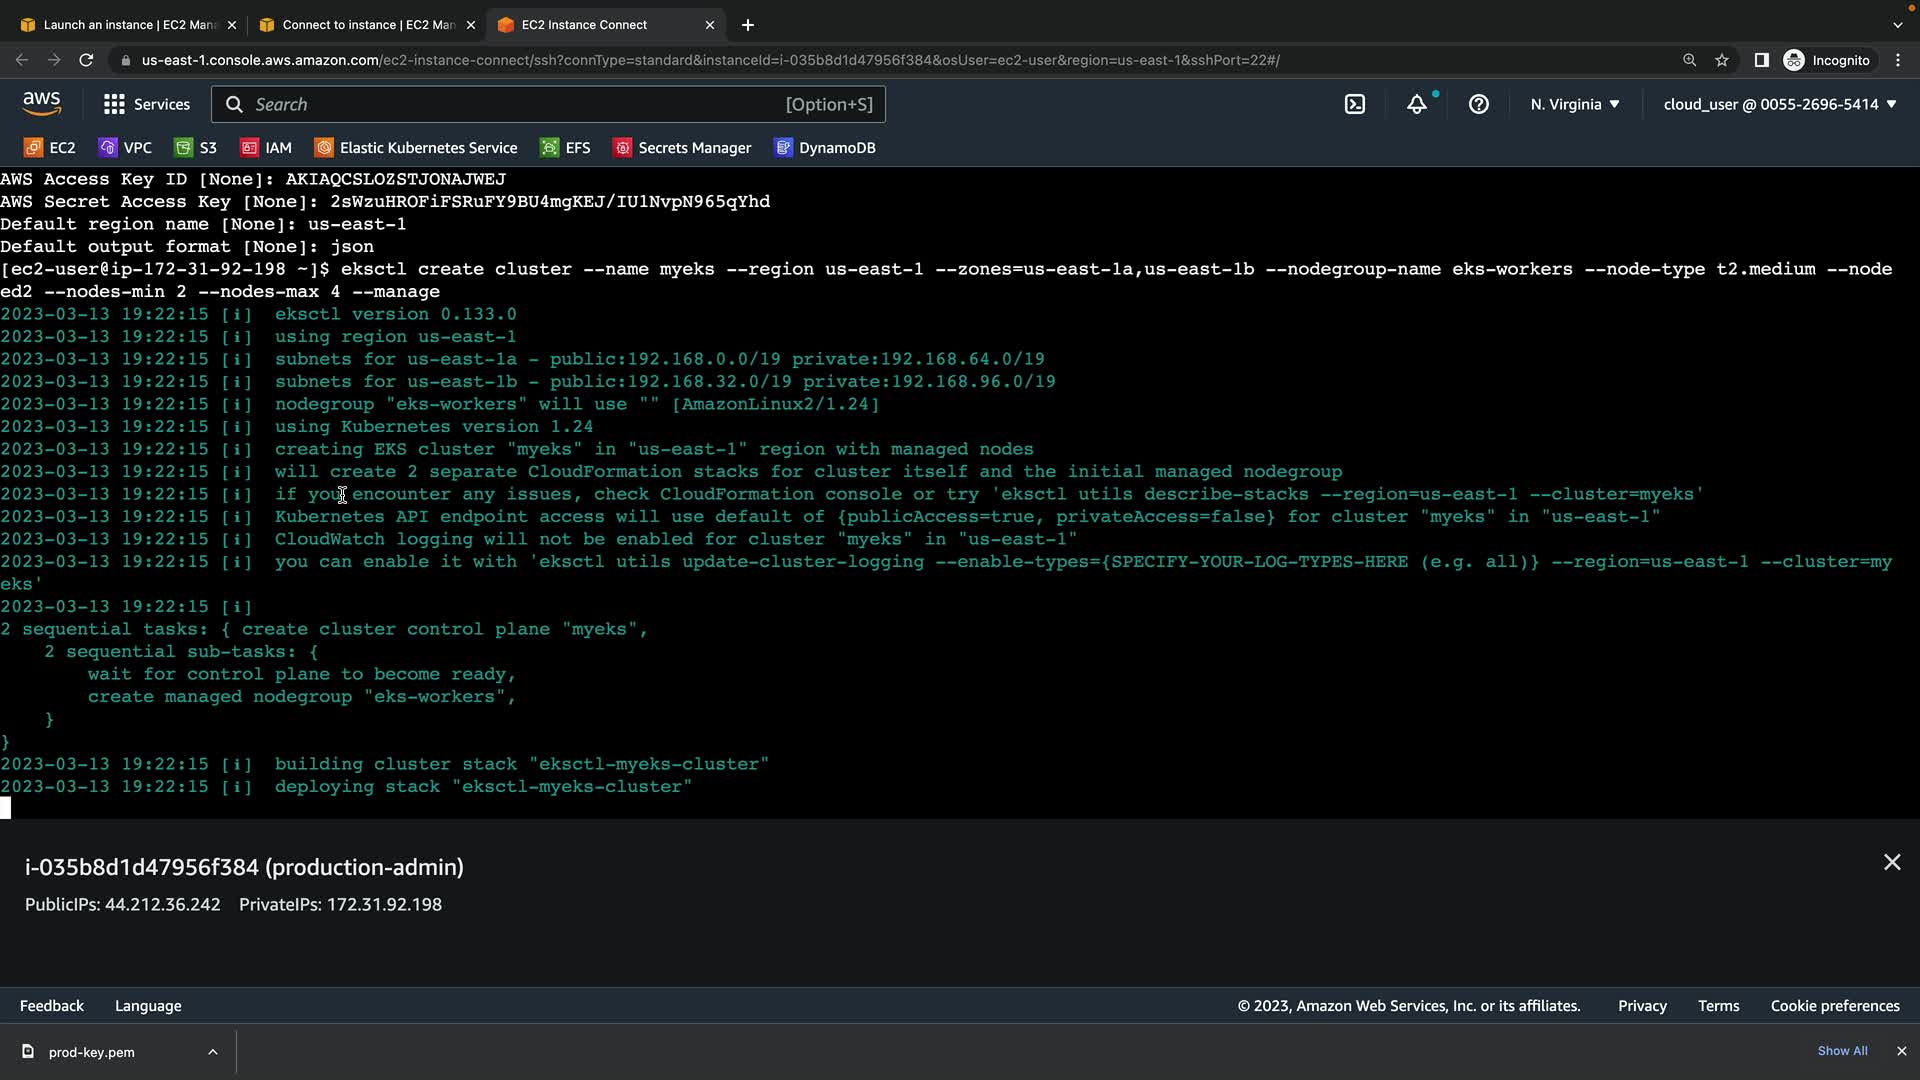 Launch an instance | EC2 Man
Connect to instance | EC2 Man
EC2 Instance Connect
us-east-1.console.aws.amazon.com/ec2-instance-connect/ssh?connType=standard&instanceId=i-035b8d1d47956f384&osUser=ec2-user&region=us-east-1&sshPort=22#/
Incognito
aws
Services
Search
[Option+S]
N. Virginia
cloud_user @ 0055-2696-5414
EC2
VPC
S3
IAM
Elastic Kubernetes Service
EFS
Secrets Manager
DynamoDB
AWS Access Key ID [None]: AKIAQCSLOZSTJONAJWEJ
AWS Secret Access Key [None]: 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
Default region name [None]: us-east-1
Default output format [None]: json
[ec2-user@ip-172-31-92-198 ~]$ eksctl create cluster --name myeks --region us-east-1 --zones=us-east-1a,us-east-1b --nodegroup-name eks-workers --node-type t2.medium --node
ed2 --nodes-min 2 --nodes-max 4 --manage
2023-03-13 19:22:15 [ℹ]  eksctl version 0.133.0
2023-03-13 19:22:15 [ℹ]  using region us-east-1
2023-03-13 19:22:15 [ℹ]  subnets for us-east-1a - public:192.168.0.0/19 private:192.168.64.0/19
2023-03-13 19:22:15 [ℹ]  subnets for us-east-1b - public:192.168.32.0/19 private:192.168.96.0/19
2023-03-13 19:22:15 [ℹ]  nodegroup "eks-workers" will use "" [AmazonLinux2/1.24]
2023-03-13 19:22:15 [ℹ]  using Kubernetes version 1.24
2023-03-13 19:22:15 [ℹ]  creating EKS cluster "myeks" in "us-east-1" region with managed nodes
2023-03-13 19:22:15 [ℹ]  will create 2 separate CloudFormation stacks for cluster itself and the initial managed nodegroup
2023-03-13 19:22:15 [ℹ]  if you encounter any issues, check CloudFormation console or try 'eksctl utils describe-stacks --region=us-east-1 --cluster=myeks'
2023-03-13 19:22:15 [ℹ]  Kubernetes API endpoint access will use default of {publicAccess=true, privateAccess=false} for cluster "myeks" in "us-east-1"
2023-03-13 19:22:15 [ℹ]  CloudWatch logging will not be enabled for cluster "myeks" in "us-east-1"
2023-03-13 19:22:15 [ℹ]  you can enable it with 'eksctl utils update-cluster-logging --enable-types={SPECIFY-YOUR-LOG-TYPES-HERE (e.g. all)} --region=us-east-1 --cluster=my
eks'
2023-03-13 19:22:15 [ℹ]
2 sequential tasks: { create cluster control plane "myeks",
    2 sequential sub-tasks: {
        wait for control plane to become ready,
        create managed nodegroup "eks-workers",
    }
}
2023-03-13 19:22:15 [ℹ]  building cluster stack "eksctl-myeks-cluster"
2023-03-13 19:22:15 [ℹ]  deploying stack "eksctl-myeks-cluster"
i-035b8d1d47956f384 (production-admin)
PublicIPs: 44.212.36.242   PrivateIPs: 172.31.92.198
Feedback
Language
© 2023, Amazon Web Services, Inc. or its affiliates.
Privacy
Terms
Cookie preferences
prod-key.pem
Show All